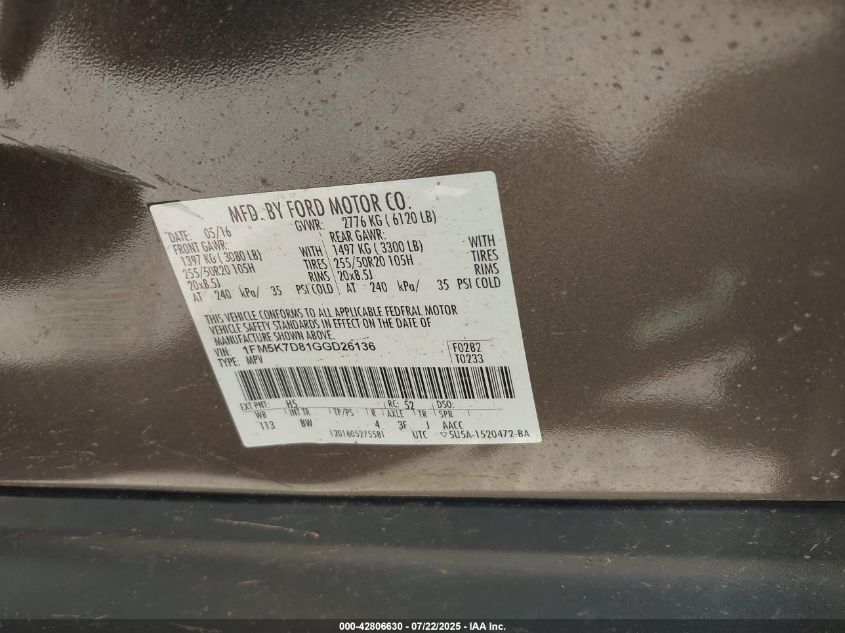 MFD. BY FORD MOTOR CO.
DATE: 05/16 GVWR: 2776 KG ( 6120 LB)
FRONT GAWR: REAR GAWR:
1397 KG ( 3080 LB) WITH 1497 KG ( 3300 LB) WITH
255/50R20 105H TIRES 255/50R20 105H TIRES
20x8.5J RIMS 20x8.5J RIMS
AT 240 kPa/ 35 PSI COLD AT 240 kPa/ 35 PSI COLD
THIS VEHICLE CONFORMS TO ALL APPLICABLE FEDERAL MOTOR
VEHICLE SAFETY STANDARDS IN EFFECT ON THE DATE OF
MANUFACTURE SHOWN ABOVE.
VIN: 1FM5K7D81GGD26136 F0282
TYPE: MPV T0233
EXT PNT: H5 RC: 52 DSO:
WB INT TR TP/PS R AXLE TR SPR
113 BW 4 3F J AACC
1201605275581 UTC ▽5U5A-1520472-BA
000-42806630 - 07/22/2025 - IAA Inc.